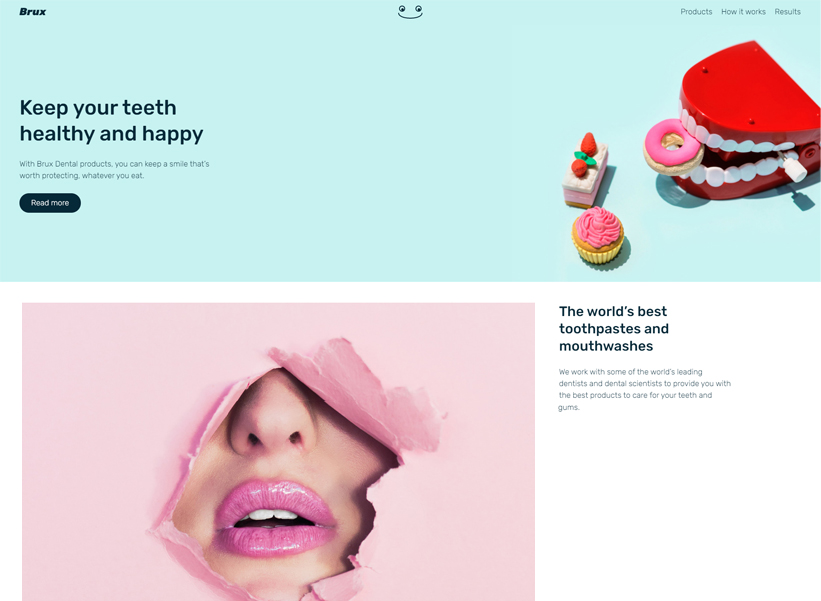 Brux
Products How it works Results
Keep your teeth
healthy and happy
With Brux Dental products, you can keep a smile that's
worth protecting, whatever you eat.
Read more
The world’s best
toothpastes and
mouthwashes
We work with some of the world's leading
dentists and dental scientists to provide you with
the best products to care for your teeth and
gums.